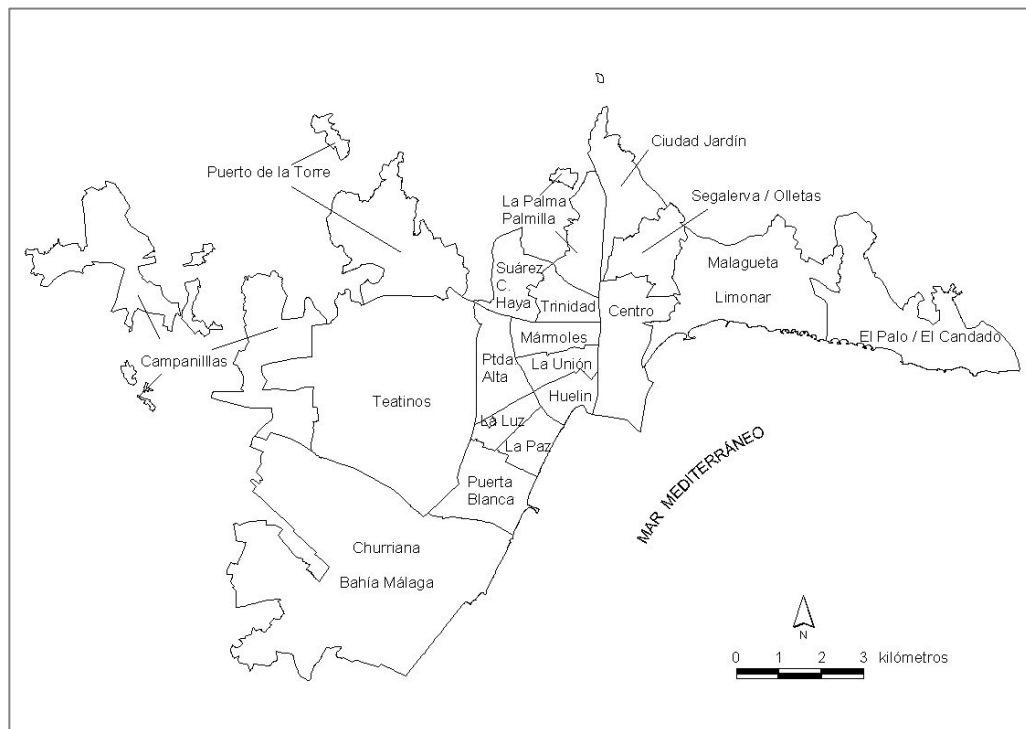 Ciudad Jardín
Puerto de la Torre
Segalerva / Olletas
La Palma
Palmilla
Suárez
C.
Haya
Trinidad
Centro
Malagueta
Limonar
El Palo / El Candado
Mármoles
La Unión
Ptda.
Alta
Huelin
Campanilllas
Teatinos
La Luz
La Paz
Puerta
Blanca
MAR MEDITERRÁNEO
Churriana
Bahía Málaga
N
0 1 2 3 kilómetros